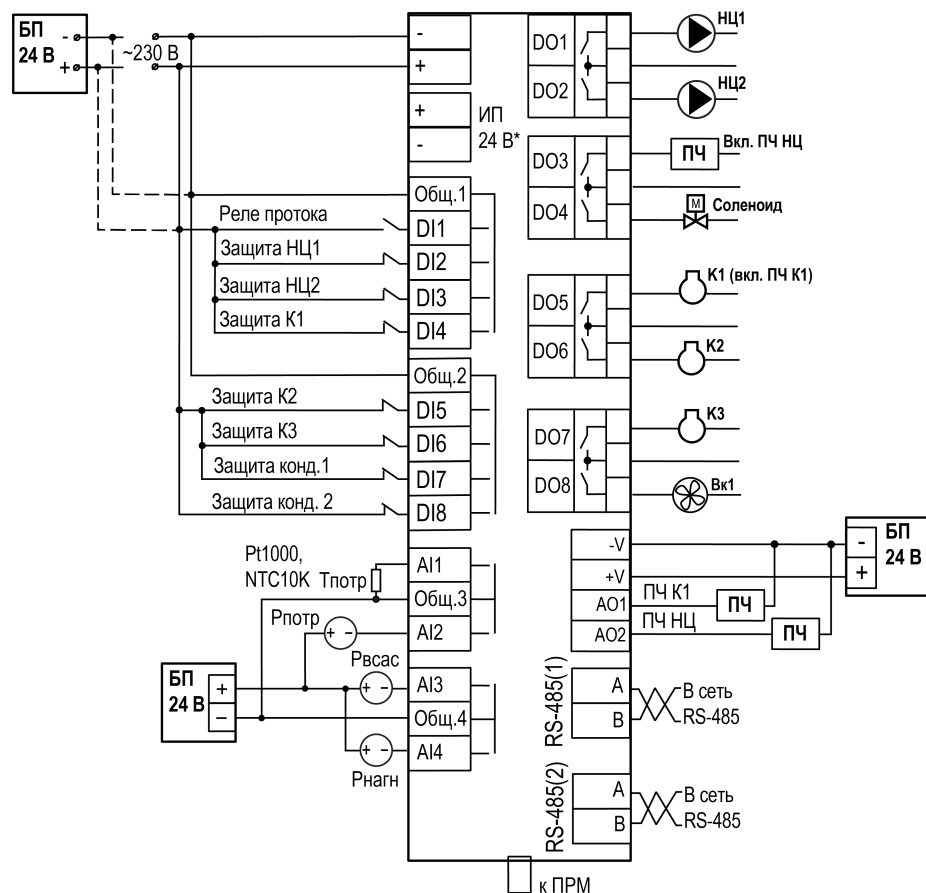 БП
24 В
-
+
~230 В
-
+
+
-
ИП
24 В*
Общ.1
Реле протока
DI1
Защита НЦ1
DI2
Защита НЦ2
DI3
Защита К1
DI4
Общ.2
Защита К2
DI5
Защита К3
DI6
Защита конд.1
DI7
Защита конд. 2
DI8
Pt1000,
NTC10K
Тпотр
AI1
Общ.3
Рпотр
+ -
AI2
Рвсас
БП
24 В
+
−
+ -
AI3
Общ.4
+ -
AI4
Рнагн
DO1
DO2
НЦ1
НЦ2
DO3
DO4
ПЧ
Вкл. ПЧ НЦ
M
Соленоид
DO5
DO6
К1 (вкл. ПЧ К1)
К2
DO7
DO8
К3
Вк1
-V
+V
AO1
AO2
ПЧ К1
ПЧ
ПЧ НЦ
ПЧ
-
+
БП
24 В
RS-485(1)
A
B
В сеть
RS-485
RS-485(2)
A
B
В сеть
RS-485
к ПРМ